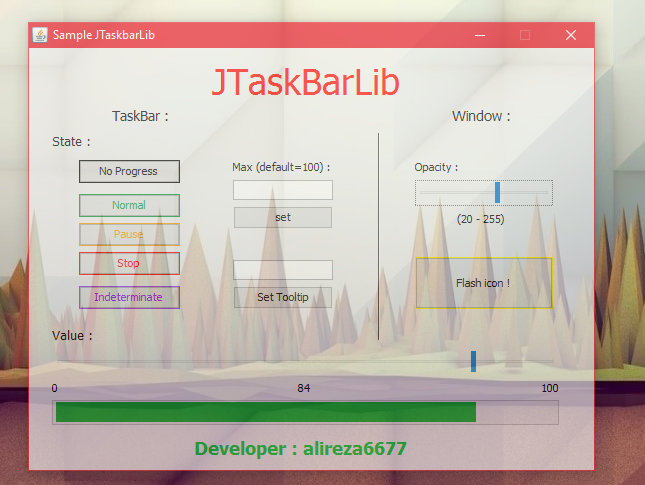 Sample JTaskbarLib
JTaskBarLib
TaskBar :
Window :
State :
No Progress
Normal
Pause
Stop
Indeterminate
Max (default=100) :
set
Set Tooltip
Opacity :
(20 - 255)
Flash icon !
Value :
0 84 100
Developer : alireza6677